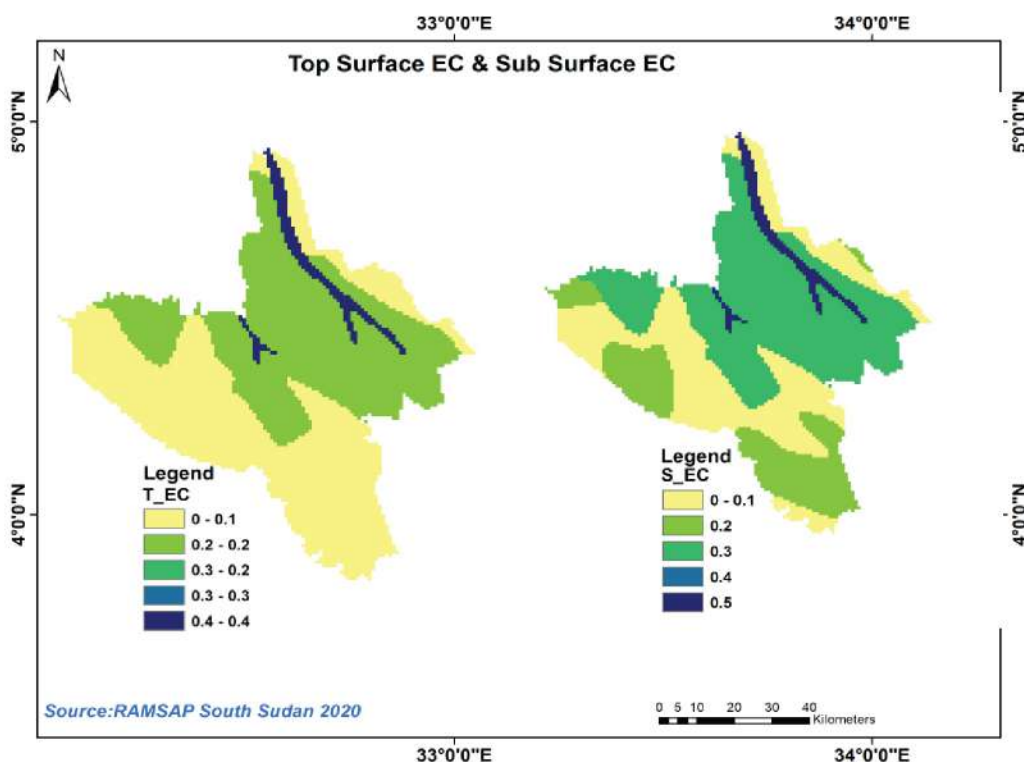 33°0'0"E 34°0'0"E
N
Top Surface EC & Sub Surface EC
5°0'0"N 5°0'0"N
Legend
T_EC
0 - 0.1
0.2 - 0.2
0.3 - 0.2
0.3 - 0.3
0.4 - 0.4
Legend
S_EC
0 - 0.1
0.2
0.3
0.4
0.5
4°0'0"N 4°0'0"N
Source:RAMSAP South Sudan 2020
0 5 10 20 30 40
Kilometers
33°0'0"E 34°0'0"E